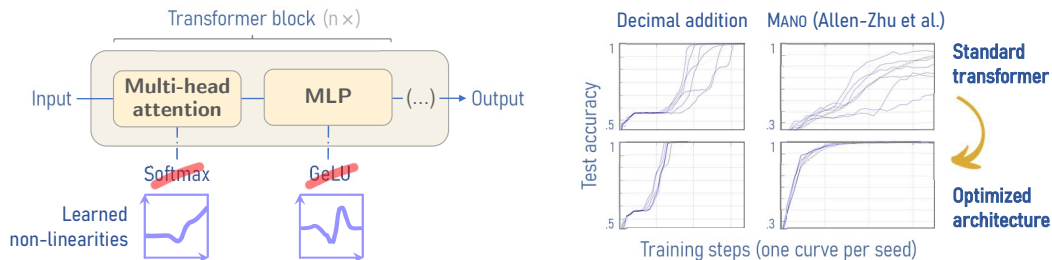 Transformer block (n×)
Input
Multi-head
attention
MLP
(...)
Output
Softmax
GeLU
Learned
non-linearities
Decimal addition
MANO (Allen-Zhu et al.)
Test accuracy
1
.5
1
.3
1
.5
1
.3
Standard
transformer
Optimized
architecture
Training steps (one curve per seed)